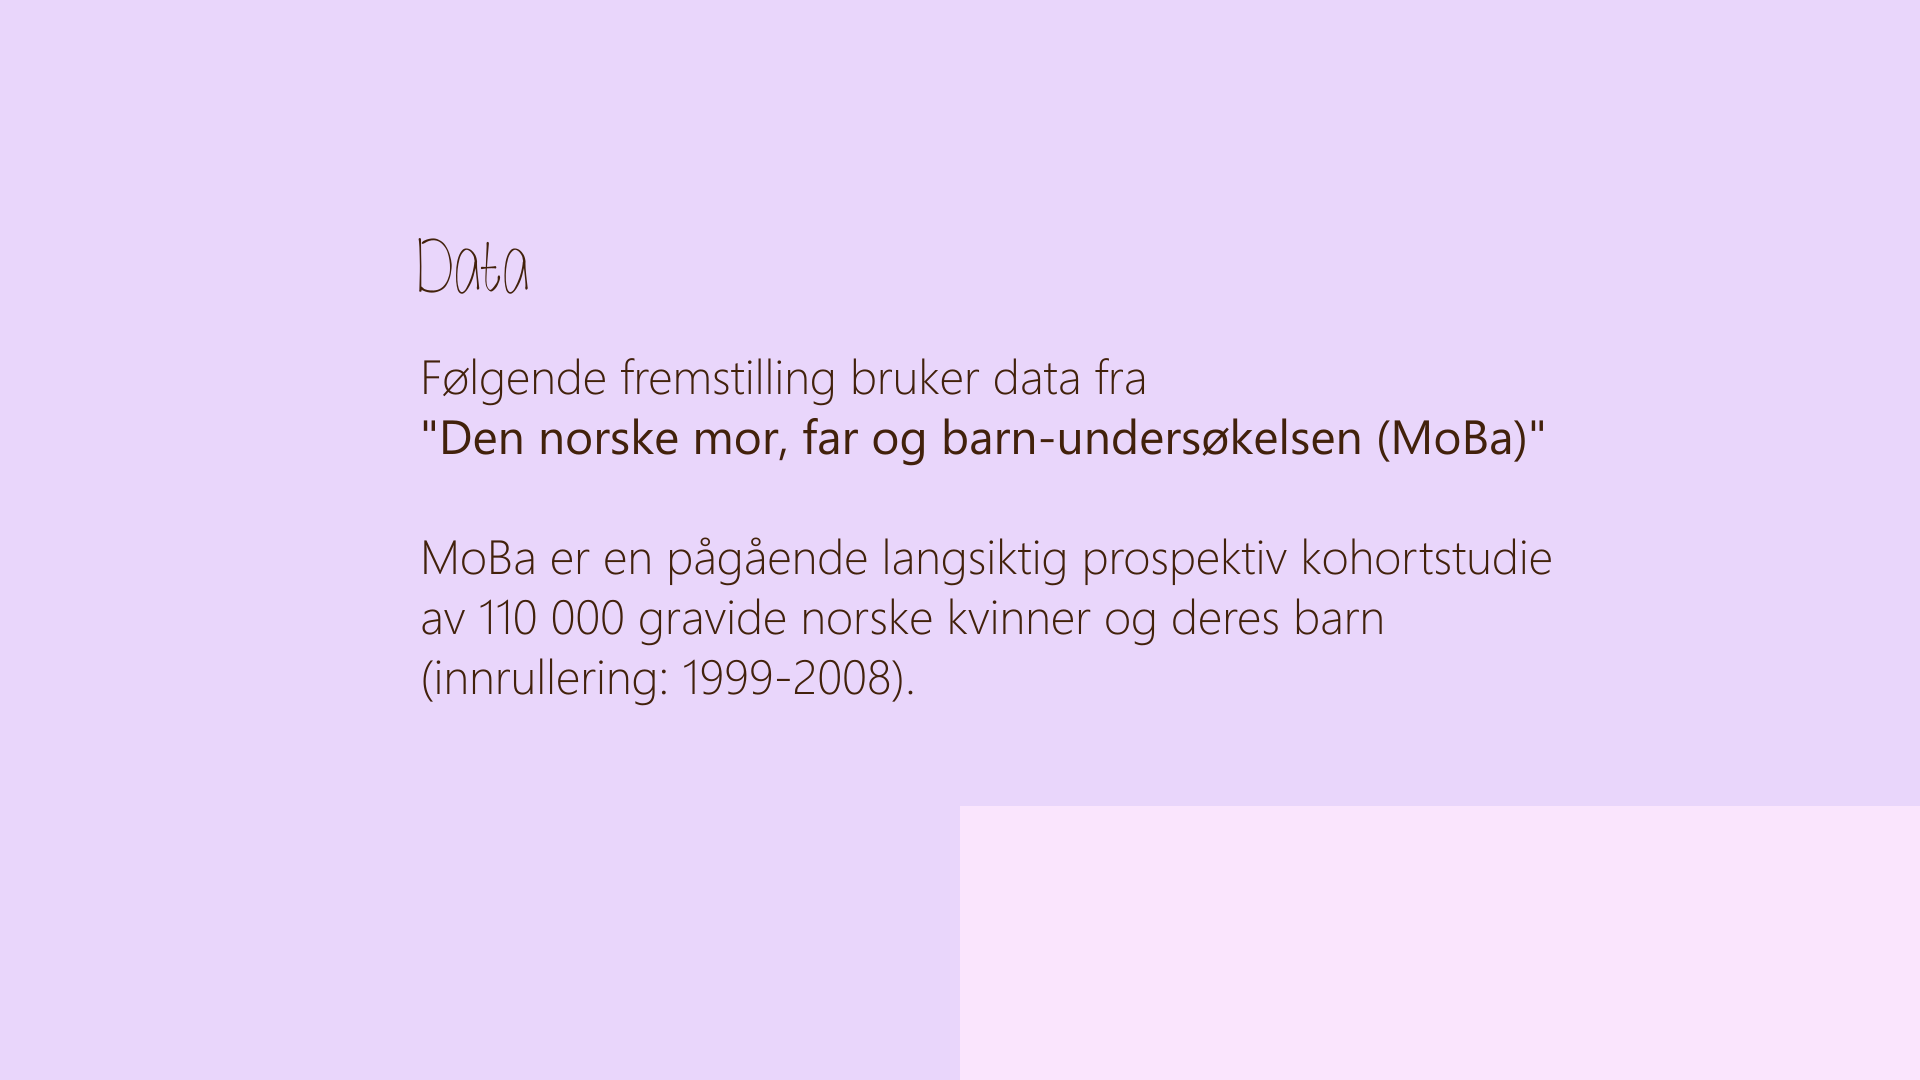 Data
Følgende fremstilling bruker data fra
"Den norske mor, far og barn-undersøkelsen (MoBa)"
MoBa er en pågående langsiktig prospektiv kohortstudie
av 110 000 gravide norske kvinner og deres barn
(innrullering: 1999-2008).